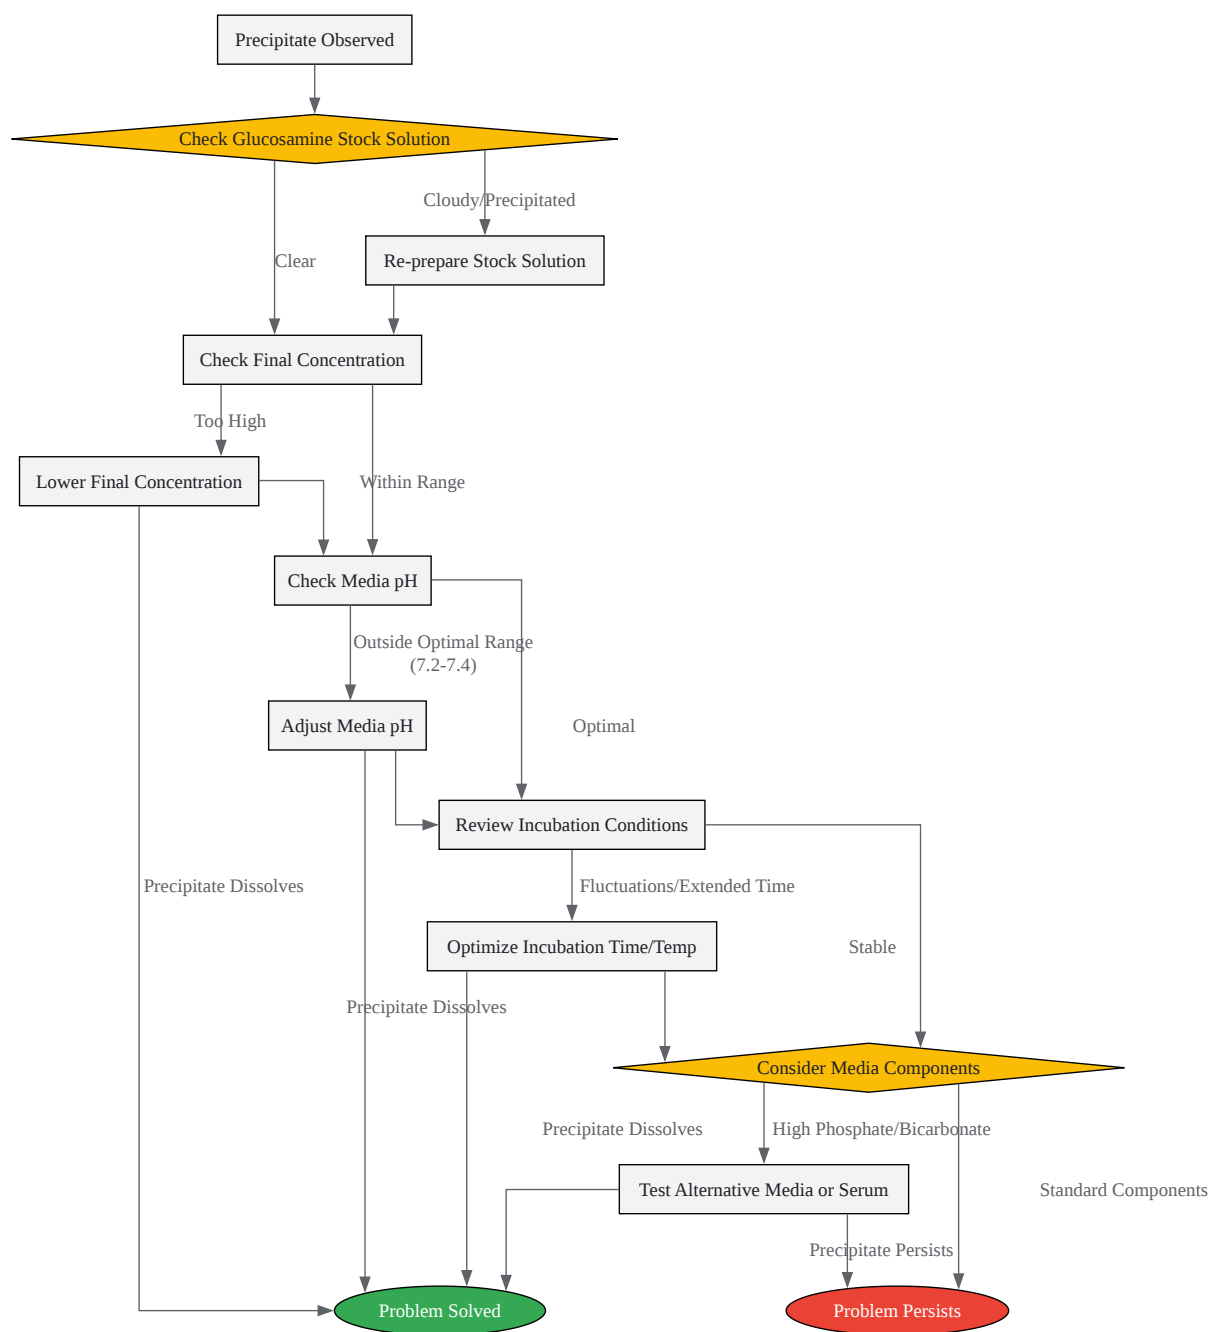 Precipitate Observed
Check Glucosamine Stock Solution
Cloudy/Precipitated
Clear
Re-prepare Stock Solution
Check Final Concentration
Too High
Lower Final Concentration
Within Range
Check Media pH
Outside Optimal Range
(7.2-7.4)
Adjust Media pH
Optimal
Review Incubation Conditions
Precipitate Dissolves
Fluctuations/Extended Time
Optimize Incubation Time/Temp
Stable
Precipitate Dissolves
Consider Media Components
Precipitate Dissolves
High Phosphate/Bicarbonate
Test Alternative Media or Serum
Standard Components
Precipitate Persists
Problem Solved
Problem Persists